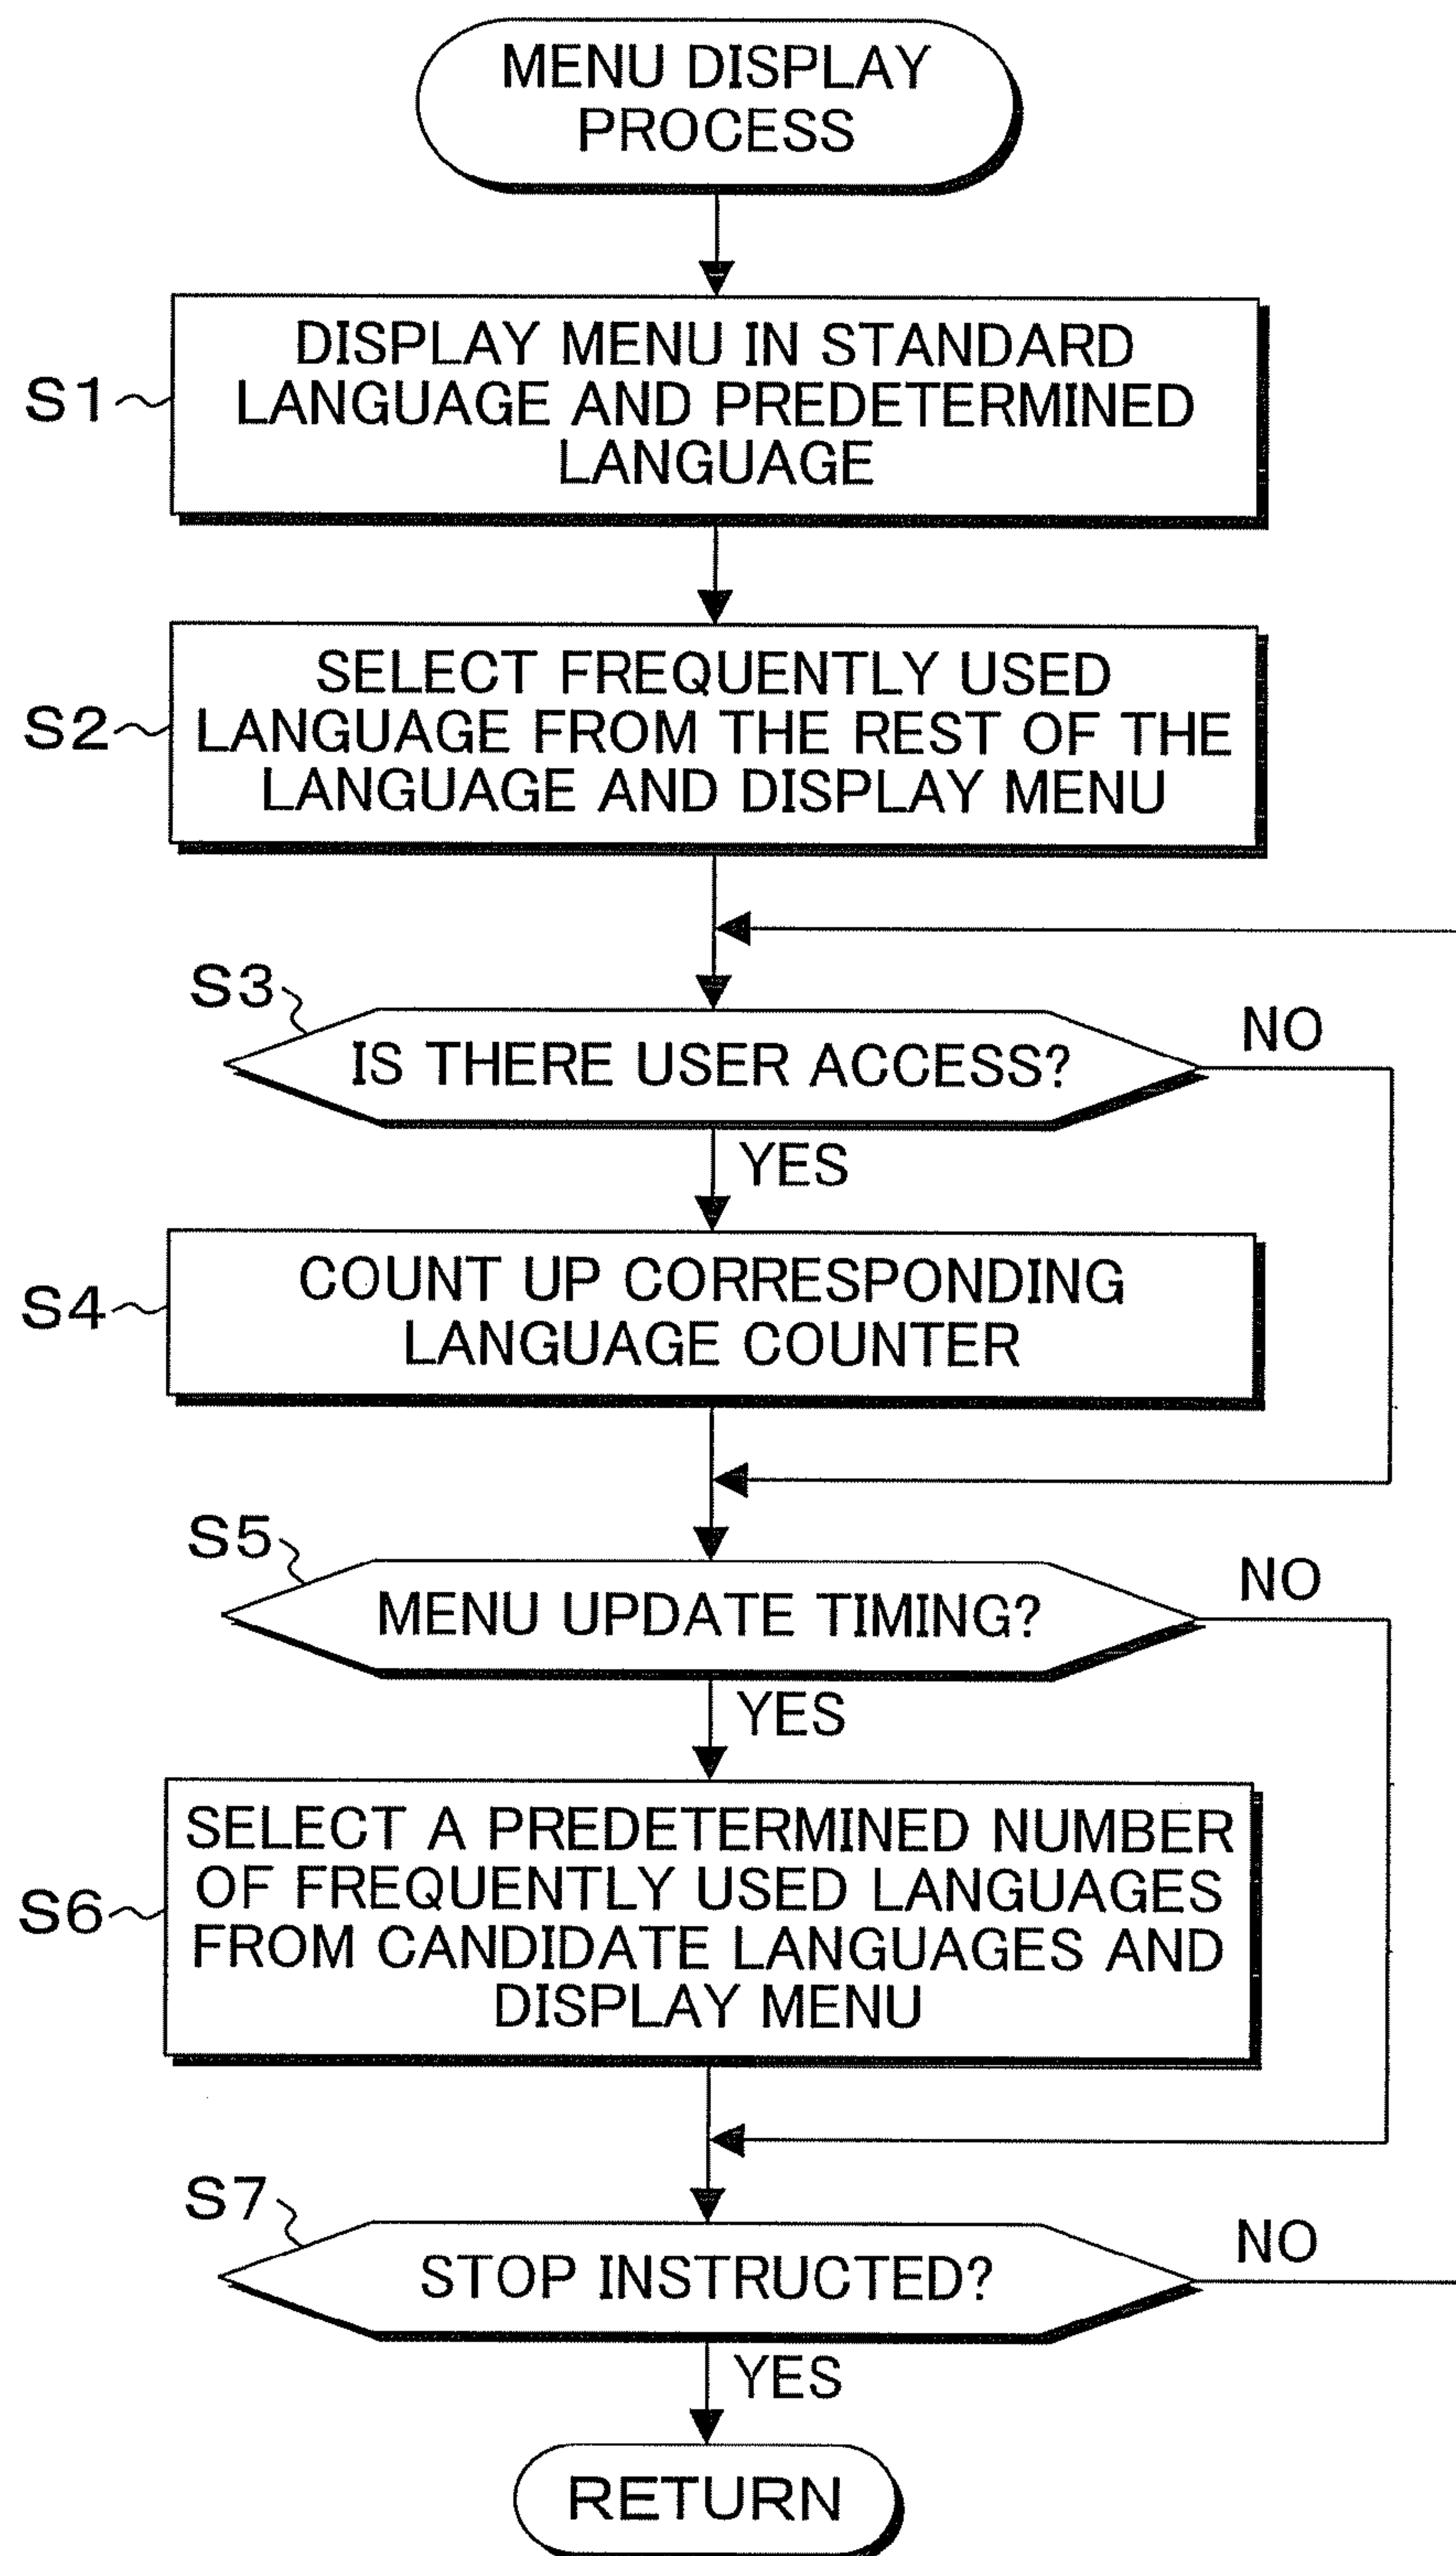 MENU DISPLAY
PROCESS
S1
DISPLAY MENU IN STANDARD
LANGUAGE AND PREDETERMINED
LANGUAGE
S2
SELECT FREQUENTLY USED
LANGUAGE FROM THE REST OF THE
LANGUAGE AND DISPLAY MENU
S3
IS THERE USER ACCESS?
NO
YES
S4
COUNT UP CORRESPONDING
LANGUAGE COUNTER
S5
MENU UPDATE TIMING?
NO
YES
S6
SELECT A PREDETERMINED NUMBER
OF FREQUENTLY USED LANGUAGES
FROM CANDIDATE LANGUAGES AND
DISPLAY MENU
S7
STOP INSTRUCTED?
NO
YES
RETURN